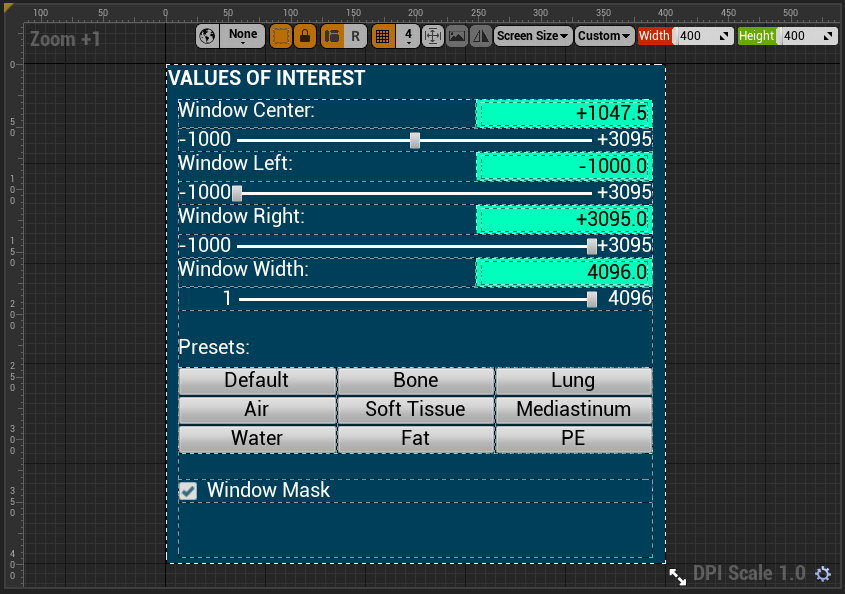 100 50 0 50 100 150 200 250 300 350 400 450 500
Zoom +1
None R 4 Screen Size Custom Width 400 Height 400
0
50
100
150
200
250
300
350
400
VALUES OF INTEREST
Window Center: +1047.5
-1000 +3095
Window Left: -1000.0
-1000 +3095
Window Right: +3095.0
-1000 +3095
Window Width: 4096.0
1 4096
Presets:
Default Bone Lung
Air Soft Tissue Mediastinum
Water Fat PE
Window Mask
DPI Scale 1.0